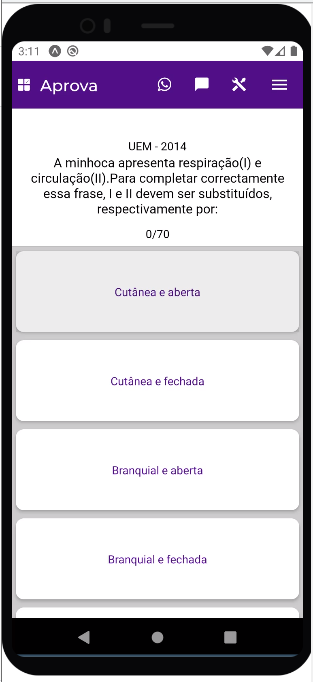 3:11
Aprova
UEM - 2014
A minhoca apresenta respiração(I) e
circulação(II).Para completar correctamente
essa frase, I e II devem ser substituídos,
respectivamente por:
0/70
Cutânea e aberta
Cutânea e fechada
Branquial e aberta
Branquial e fechada